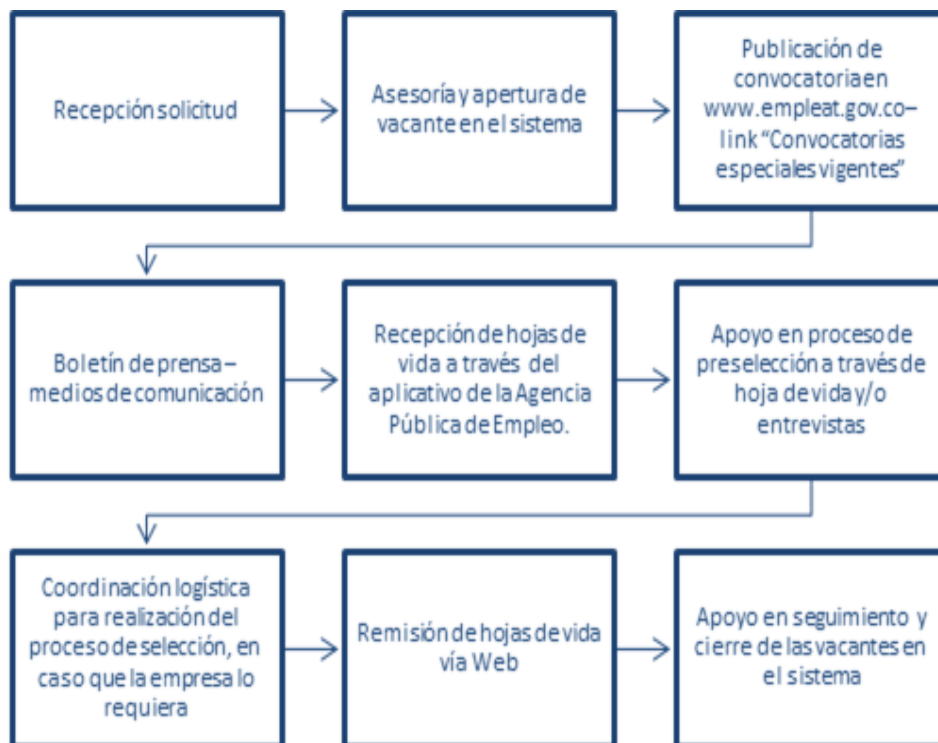 Recepción solicitud
Asesoría y apertura de
vacante en el sistema
Publicación de
convocatoria en
www.empleat.gov.co–
link “Convocatorias
especiales vigentes”
Boletín de prensa –
medios de comunicación
Recepción de hojas de
vida a través del
aplicativo de la Agencia
Pública de Empleo.
Apoyo en proceso de
preselección a través de
hoja de vida y/o
entrevistas
Coordinación logística
para realización del
proceso de selección, en
caso que la empresa lo
requiera
Remisión de hojas de vida
vía Web
Apoyo en seguimiento y
cierre de las vacantes en
el sistema